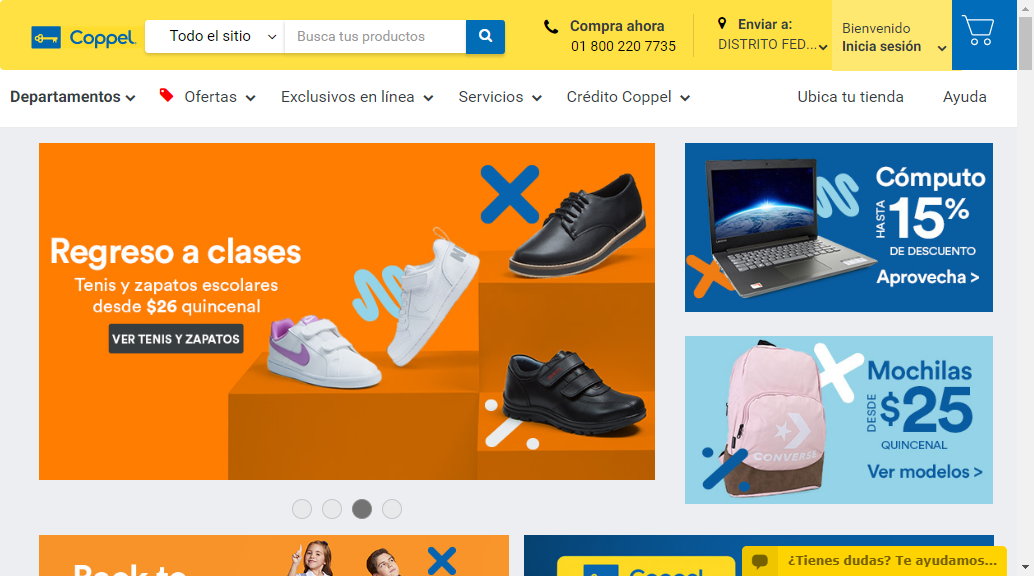 Coppel.
Todo el sitio
Busca tus productos
Compra ahora
01 800 220 7735
Enviar a:
DISTRITO FED...
Bienvenido
Inicia sesión
Departamentos
Ofertas
Exclusivos en línea
Servicios
Crédito Coppel
Ubica tu tienda
Ayuda
Regreso a clases
Tenis y zapatos escolares
desde $26 quincenal
VER TENIS Y ZAPATOS
Cómputo
HASTA
15%
DE DESCUENTO
Aprovecha >
Mochilas
DESDE
$25
QUINCENAL
Ver modelos >
CONVERSE
Back to
Coppel
¿Tienes dudas? Te ayudamos...